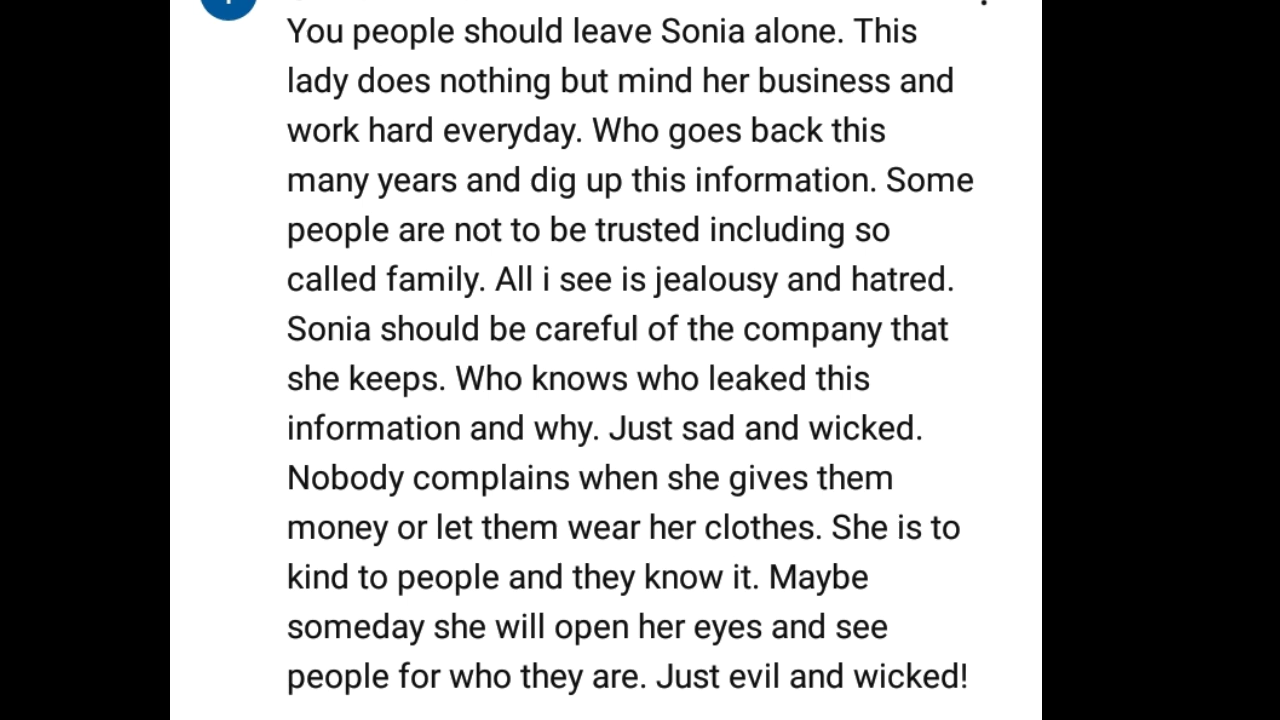 You people should leave Sonia alone. This
lady does nothing but mind her business and
work hard everyday. Who goes back this
many years and dig up this information. Some
people are not to be trusted including so
called family. All i see is jealousy and hatred.
Sonia should be careful of the company that
she keeps. Who knows who leaked this
information and why. Just sad and wicked.
Nobody complains when she gives them
money or let them wear her clothes. She is to
kind to people and they know it. Maybe
someday she will open her eyes and see
people for who they are. Just evil and wicked!